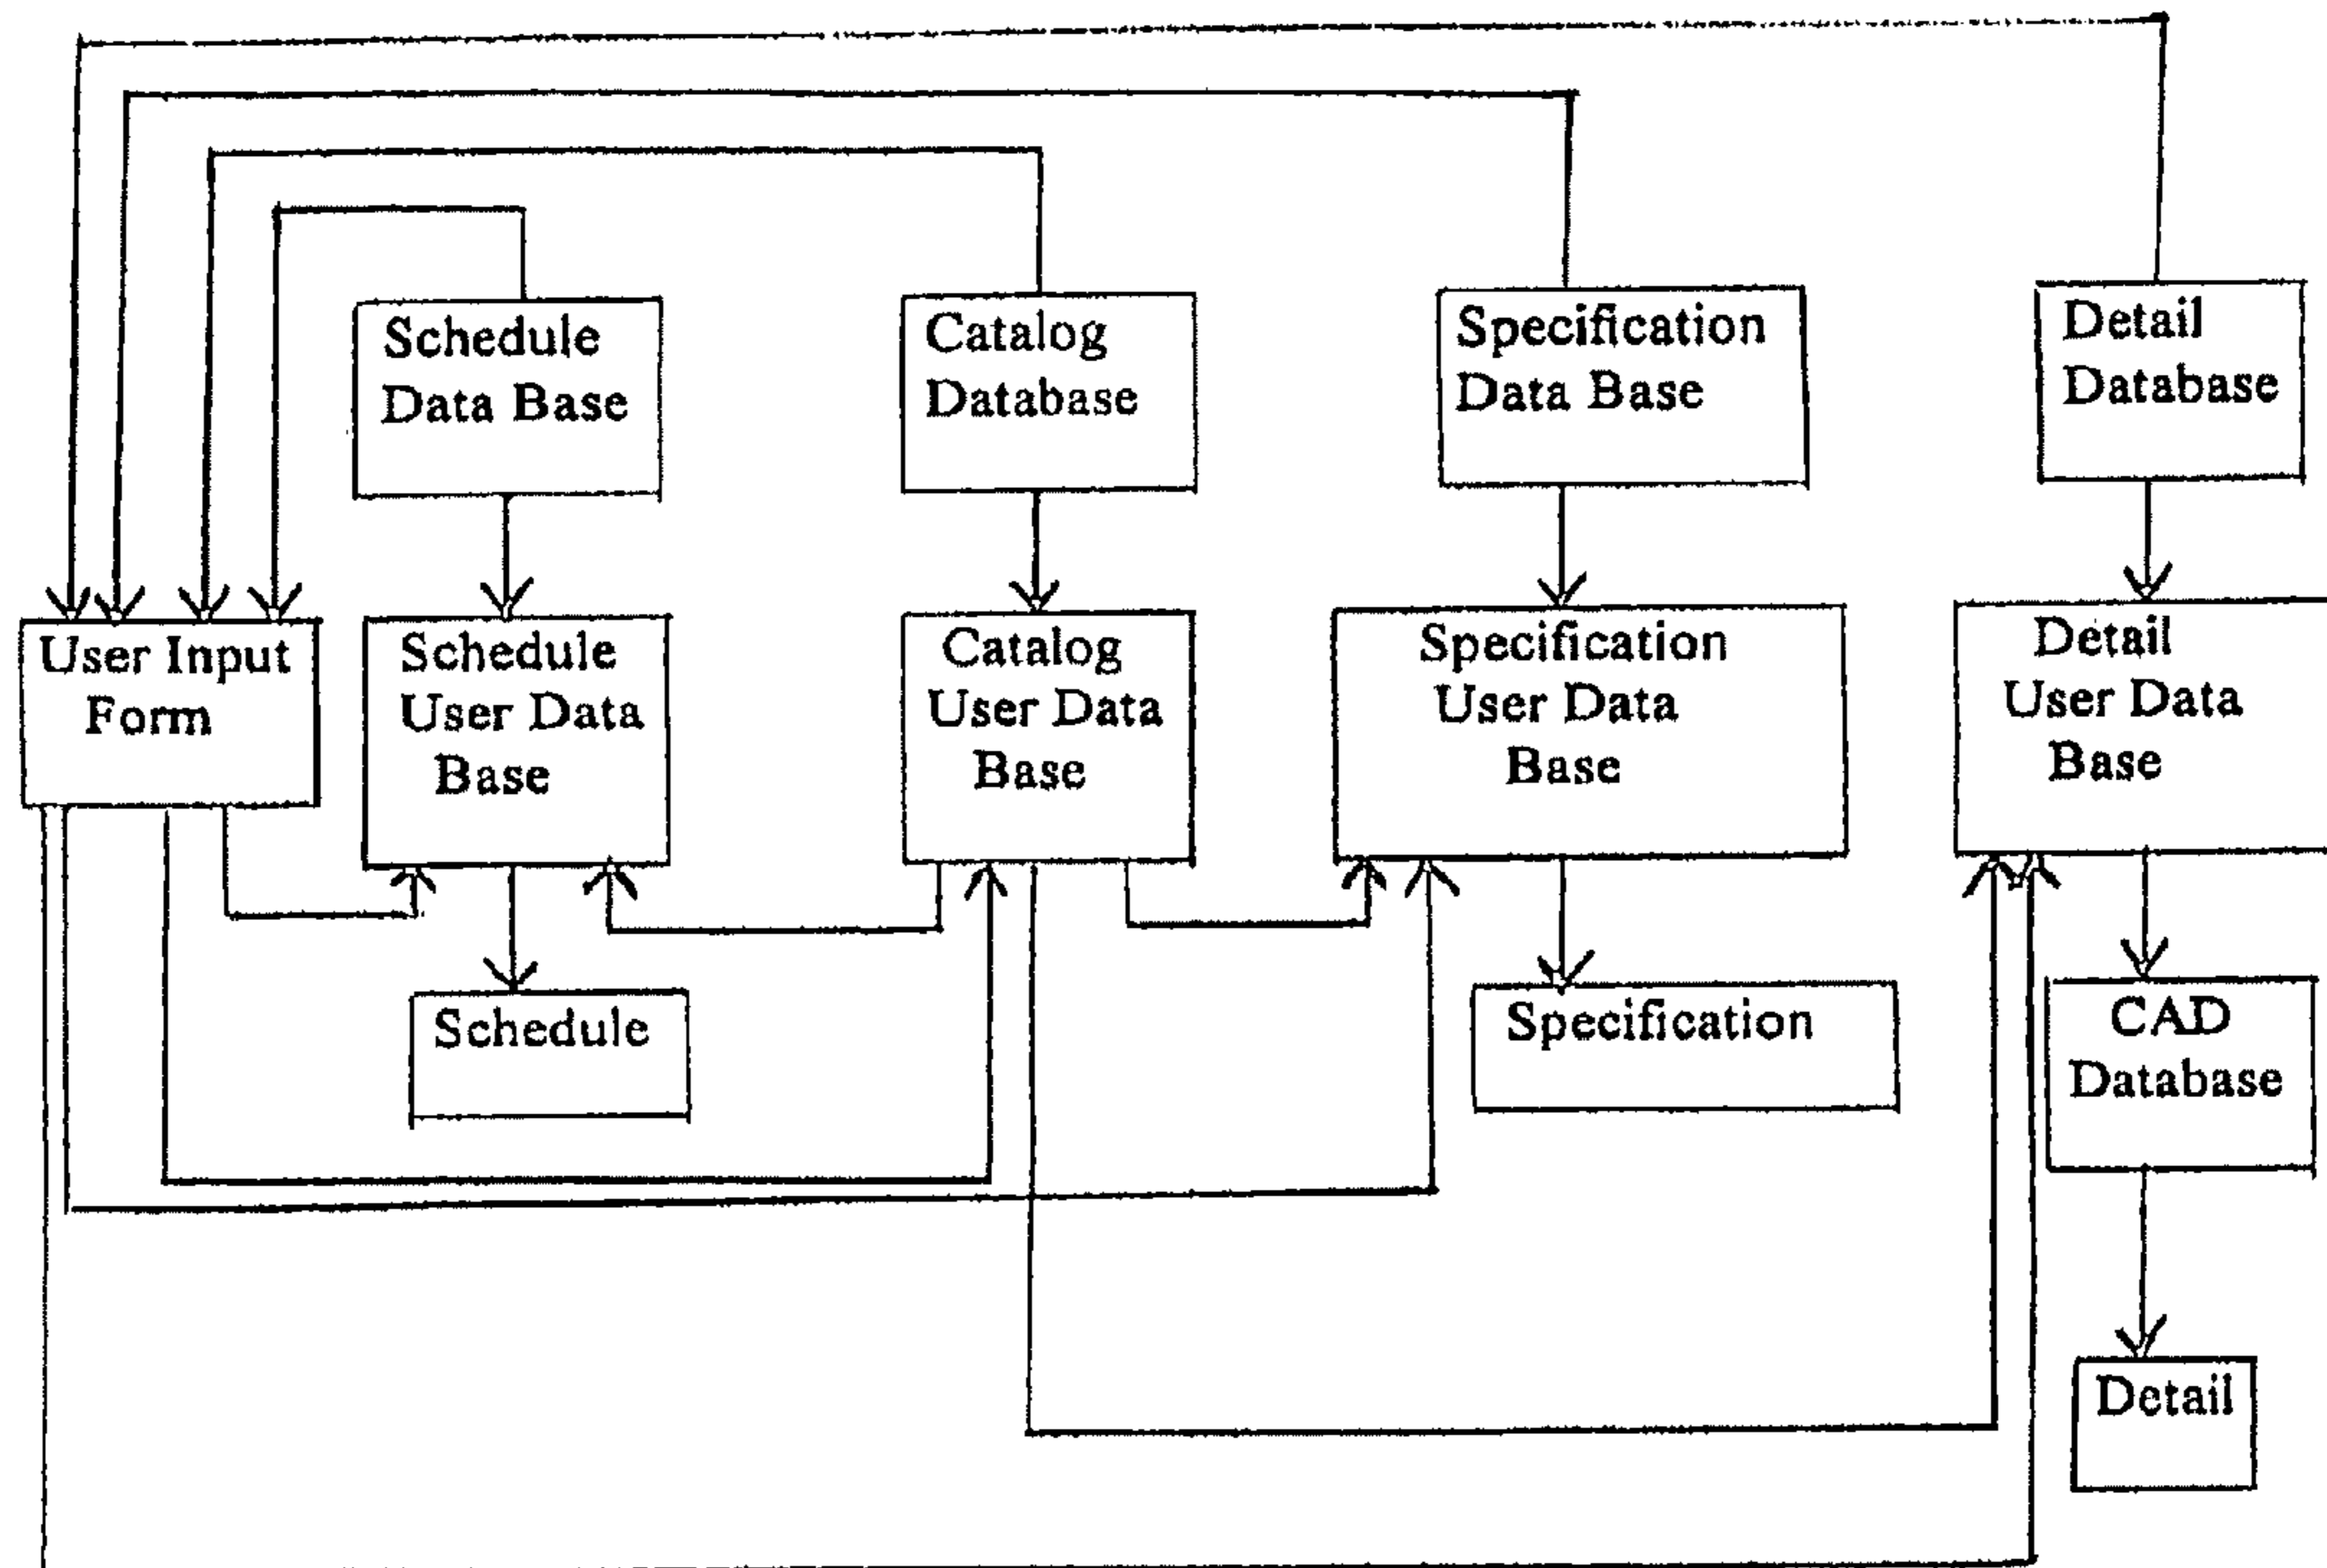 Schedule
Data Base
Catalog
Database
Specification
Data Base
Detail
Database
User Input
Form
Schedule
User Data
Base
Catalog
User Data
Base
Specification
User Data
Base
Detail
User Data
Base
Schedule
Specification
CAD
Database
Detail